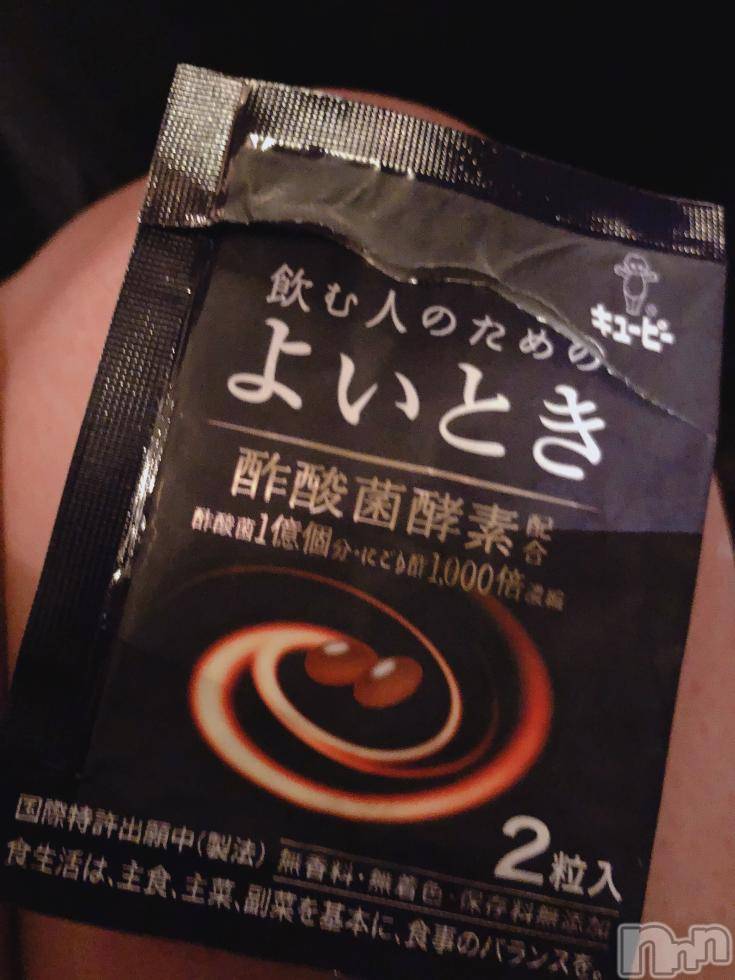 キユーピー
飲む人のための
よいとき
酢酸菌酵素配合
酢酸菌1億個分・にごり酢1,000倍濃縮
2粒入
国際特許出願中(製法)
無香料・無着色・保存料無添加
食生活は、主食、主菜、副菜を基本に、食事のバランスを。